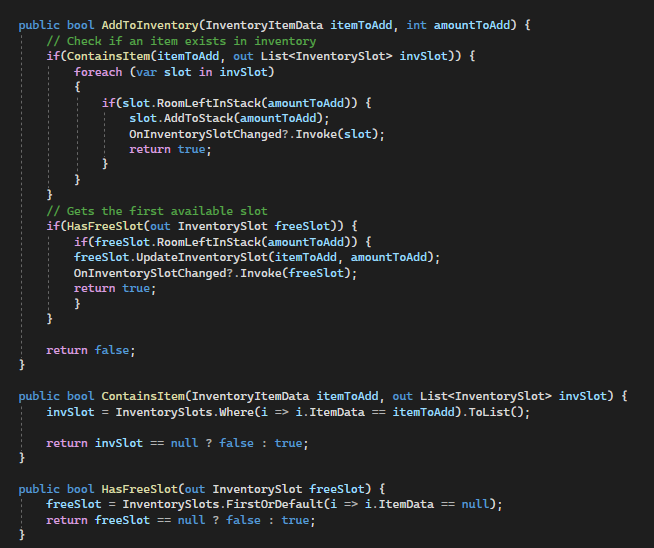 public bool AddToInventory(InventoryItemData itemToAdd, int amountToAdd) {
    // Check if an item exists in inventory
    if(ContainsItem(itemToAdd, out List<InventorySlot> invSlot)) {
        foreach (var slot in invSlot)
        {
            if(slot.RoomLeftInStack(amountToAdd)) {
                slot.AddToStack(amountToAdd);
                OnInventorySlotChanged?.Invoke(slot);
                return true;
            }
        }
    }
    // Gets the first available slot
    if(HasFreeSlot(out InventorySlot freeSlot)) {
        if(freeSlot.RoomLeftInStack(amountToAdd)) {
        freeSlot.UpdateInventorySlot(itemToAdd, amountToAdd);
        OnInventorySlotChanged?.Invoke(freeSlot);
        return true;
        }
    }

    return false;
}

public bool ContainsItem(InventoryItemData itemToAdd, out List<InventorySlot> invSlot) {
    invSlot = InventorySlots.Where(i => i.ItemData == itemToAdd).ToList();

    return invSlot == null ? false : true;
}

public bool HasFreeSlot(out InventorySlot freeSlot) {
    freeSlot = InventorySlots.FirstOrDefault(i => i.ItemData == null);
    return freeSlot == null ? false : true;
}